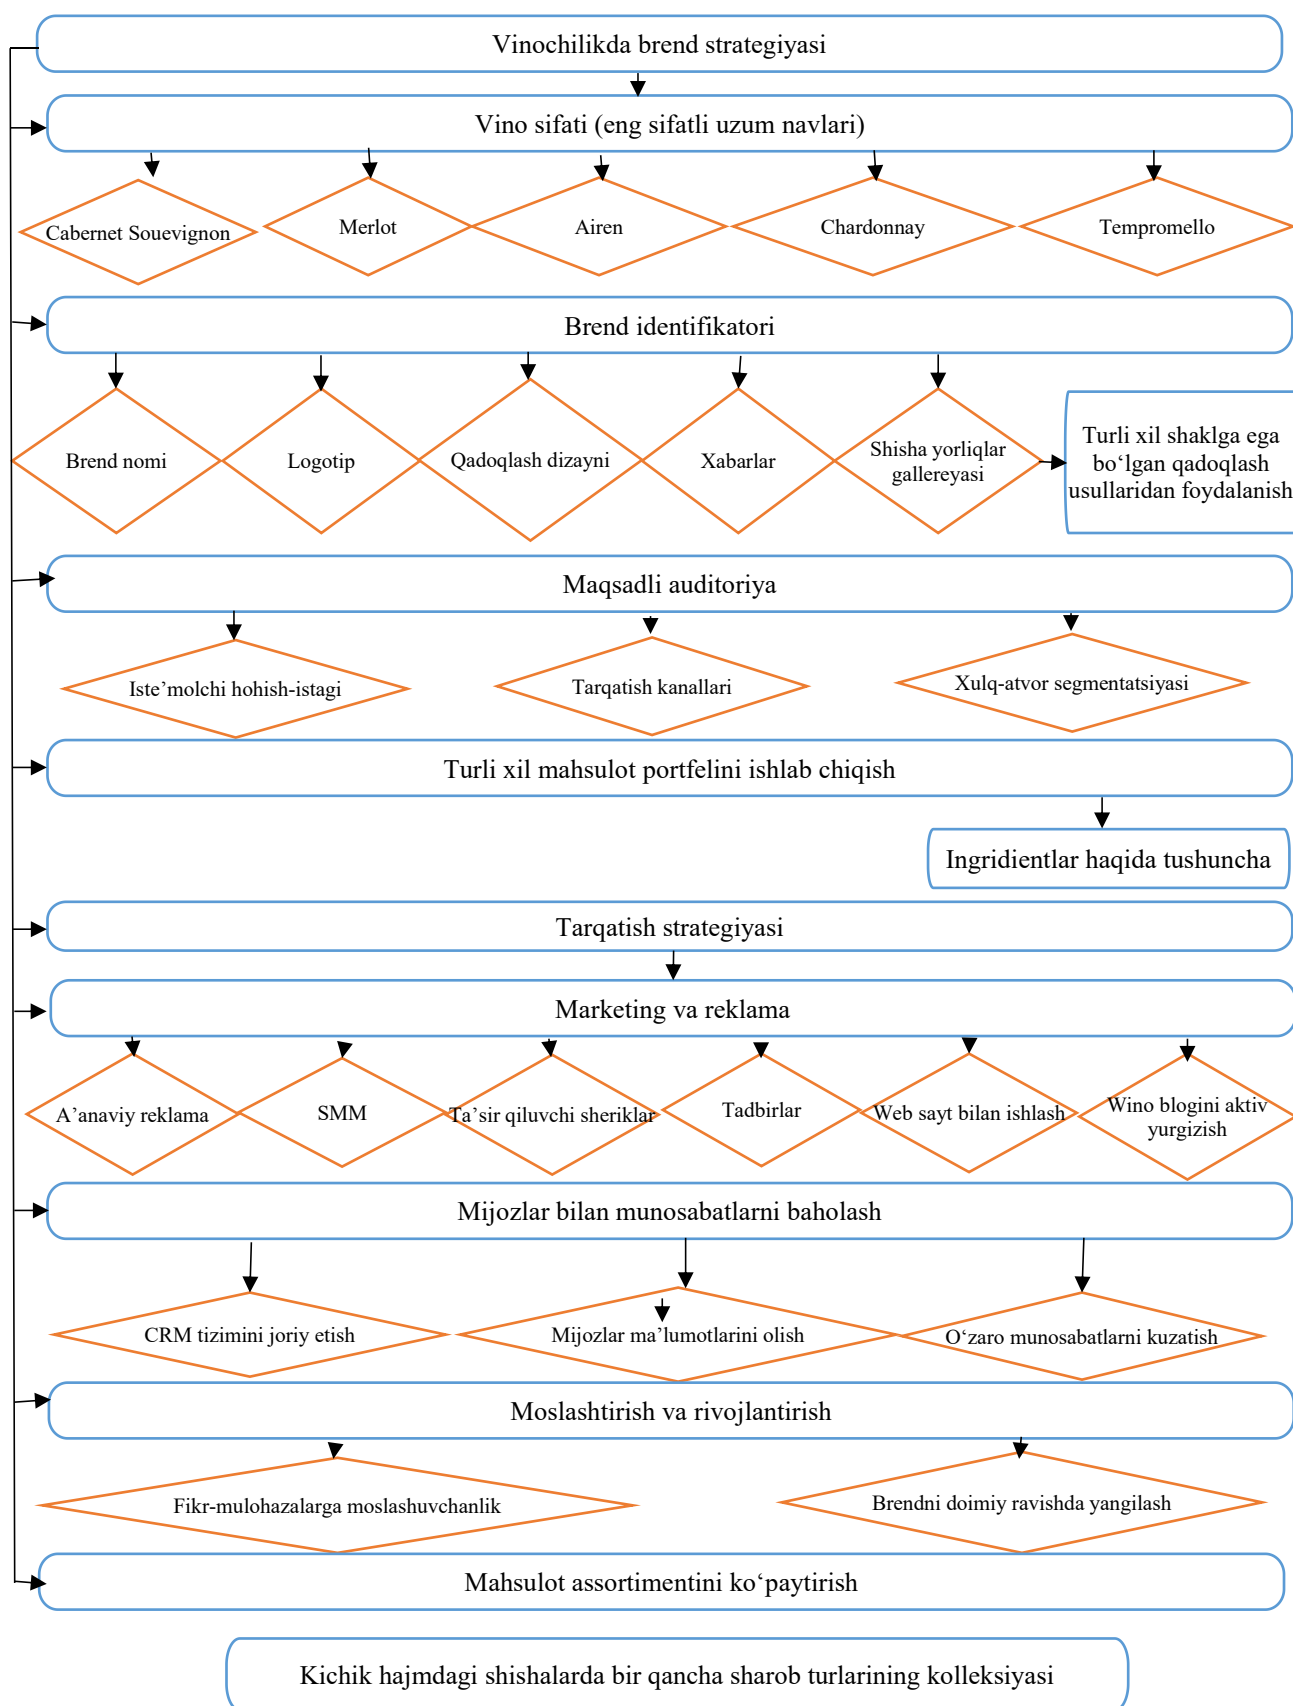 Vinochilikda brend strategiyasi
Vino sifati (eng sifatli uzum navlari)
Cabernet Souevignon
Merlot
Airen
Chardonnay
Tempromello
Brend identifikatori
Brend nomi
Logotip
Qadoqlash dizayni
Xabarlar
Shisha yorliqlar
gallereyasi
Turli xil shaklga ega
bo‘lgan qadoqlash
usullaridan foydalanish
Maqsadli auditoriya
Iste’molchi hohish-istagi
Tarqatish kanallari
Xulq-atvor segmentatsiyasi
Turli xil mahsulot portfelini ishlab chiqish
Ingridientlar haqida tushuncha
Tarqatish strategiyasi
Marketing va reklama
A’anaviy reklama
SMM
Ta’sir qiluvchi sheriklar
Tadbirlar
Web sayt bilan ishlash
Wino blogini aktiv
yurgizish
Mijozlar bilan munosabatlarni baholash
CRM tizimini joriy etish
Mijozlar ma’lumotlarini olish
O‘zaro munosabatlarni kuzatish
Moslashtirish va rivojlantirish
Fikr-mulohazalarga moslashuvchanlik
Brendni doimiy ravishda yangilash
Mahsulot assortimentini ko‘paytirish
Kichik hajmdagi shishalarda bir qancha sharob turlarining kolleksiyasi